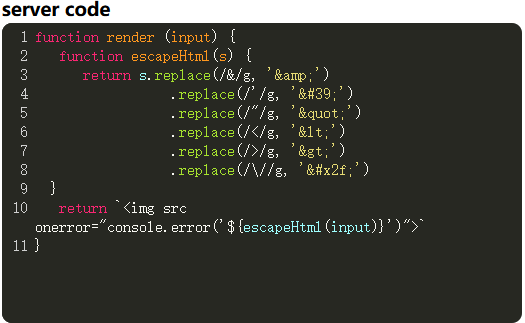 server code
1 function render (input) {
2 function escapeHtml(s) {
3 return s.replace(/&/g, '&amp;')
4 .replace(/'/g, '&#39;')
5 .replace(/"/g, '&quot;')
6 .replace(/</g, '&lt;')
7 .replace(/>/g, '&gt;')
8 .replace(/\//g, '&#x2f;')
9 }
10 return `<img src
onerror="console.error('${escapeHtml(input)}')">`
11 }